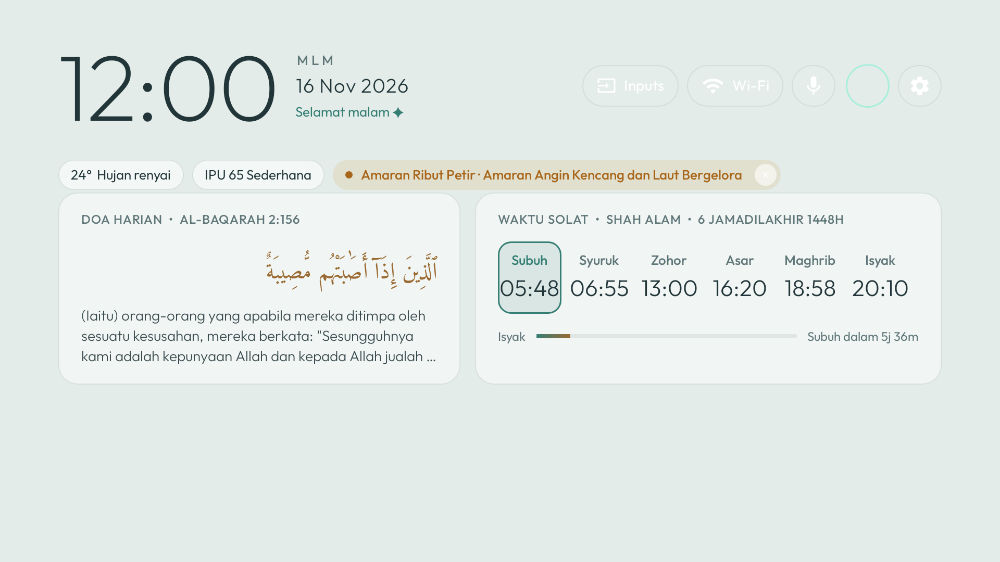 12:00
MLM
16 Nov 2026
Selamat malam
Inputs
Wi-Fi
24° Hujan renyai
IPU 65 Sederhana
Amaran Ribut Petir · Amaran Angin Kencang dan Laut Bergelora
DOA HARIAN • AL-BAQARAH 2:156
ٱلَّذِينَ إِذَآ أَصَٰبَتْهُم مُّصِيبَةٌ
(Iaitu) orang-orang yang apabila mereka ditimpa oleh
sesuatu kesusahan, mereka berkata: "Sesungguhnya
kami adalah kepunyaan Allah dan kepada Allah jualah ...
WAKTU SOLAT • SHAH ALAM • 6 JAMADILAKHIR 1448H
Subuh Syuruk Zohor Asar Maghrib Isyak
05:48 06:55 13:00 16:20 18:58 20:10
Isyak Subuh dalam 5j 36m